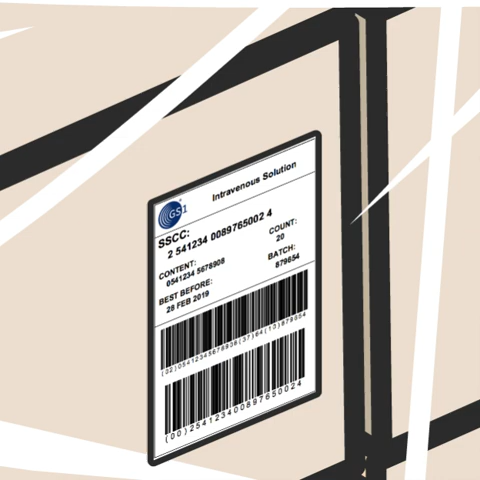 GS1
Intravenous Solution
SSCC:
2 541234 0089765002 4
CONTENT:
0541234 5678908
COUNT:
20
BEST BEFORE:
28 FEB 2019
BATCH:
879654
(00)254123400897650024